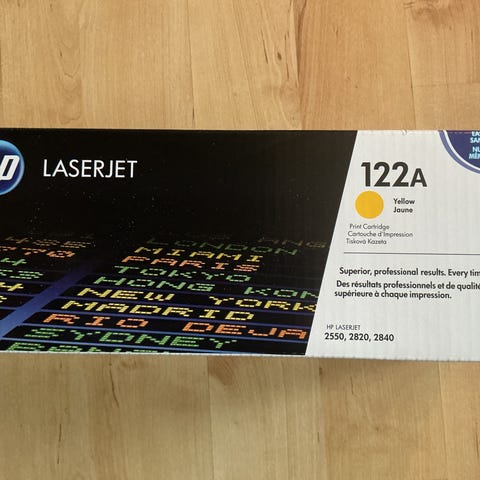 LASERJET
LONDON
MIAMI
PARIS
TOKYO
HONG KONG
NEW YORK
MADRID
RIO DEJA
SYDNEY
122A
Yellow
Jaune
Print Cartridge
Cartouche d'Impression
Tisková Kazeta
Superior, professional results. Every tim
Des résultats professionnels et de qualité
supérieure à chaque impression.
HP LASERJET
2550, 2820, 2840